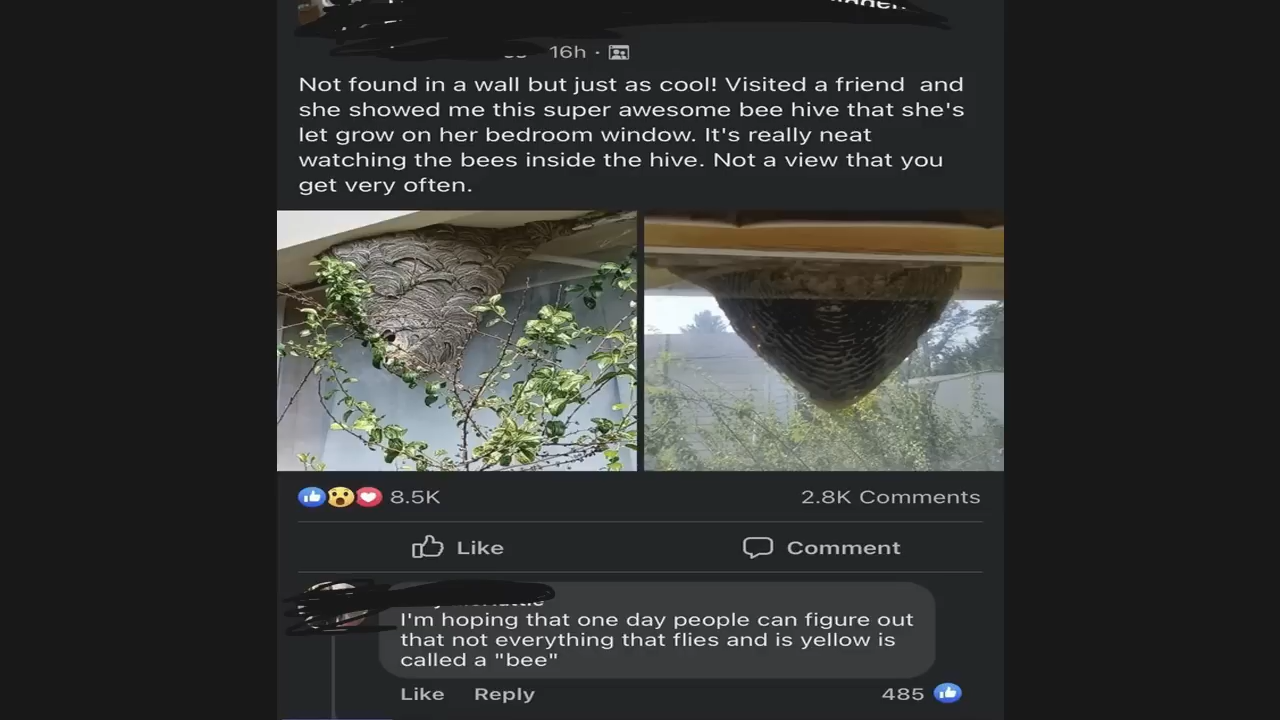 16h ·
Not found in a wall but just as cool! Visited a friend and
she showed me this super awesome bee hive that she's
let grow on her bedroom window. It's really neat
watching the bees inside the hive. Not a view that you
get very often.
8.5K
2.8K Comments
Like
Comment
I'm hoping that one day people can figure out
that not everything that flies and is yellow is
called a "bee"
Like Reply
485